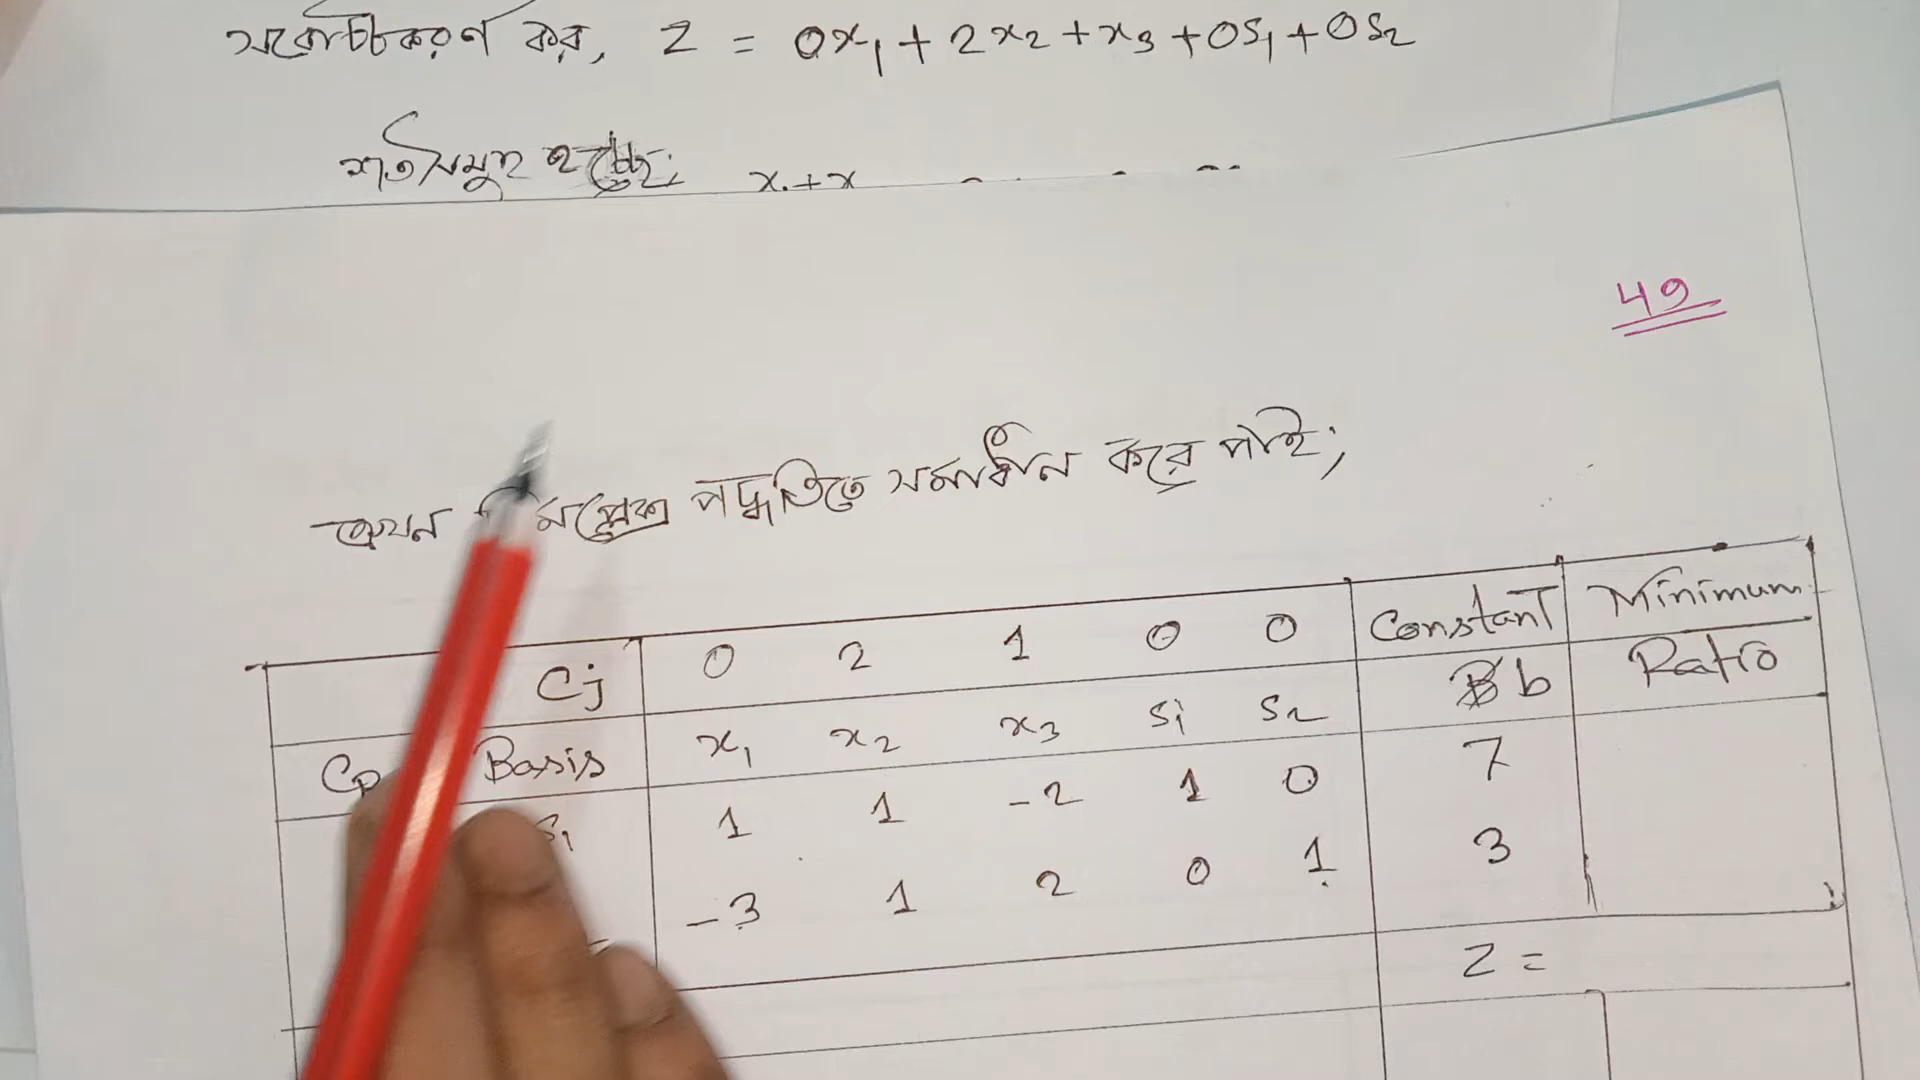 সর্বোচ্চকরণ কর, Z = 0x₁ + 2x₂ + x₃ + 0S₁ + 0S₂
শর্তসমূহ হচ্ছে;
49
এখন পদ্ধতিতে সমাধান করে পাই;
Cj 0 2 1 0 0 Constant b Minimum Ratio
Basis x₁ x₂ x₃ S₁ S₂
S₁ 1 1 -2 1 0 7
-3 1 2 0 1 3
Z =